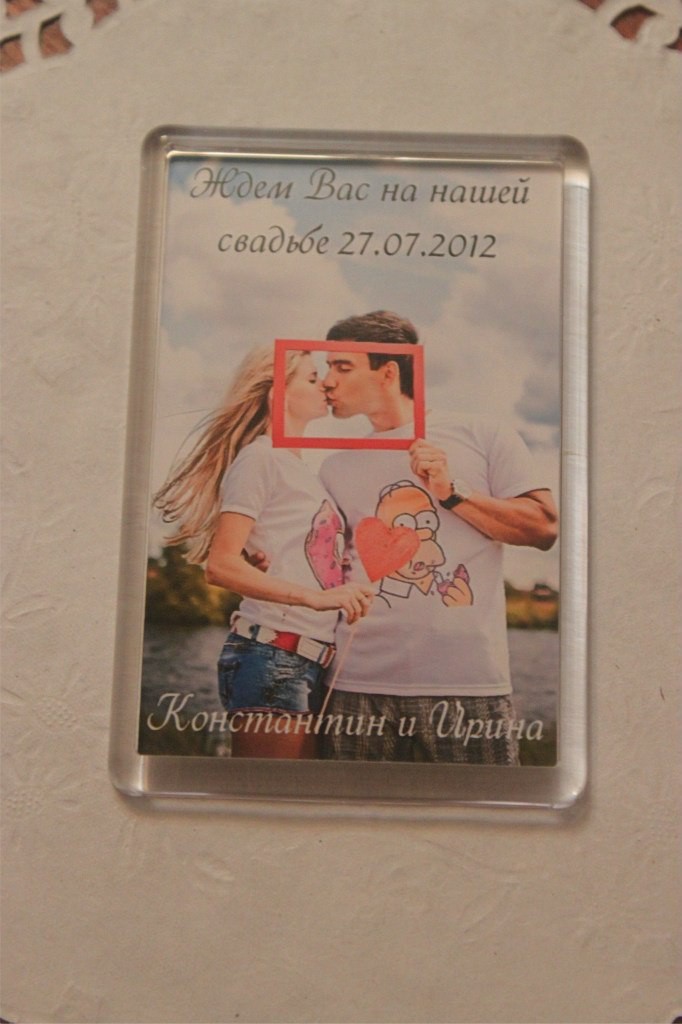 Ждем Вас на нашей
свадьбе 27.07.2012
Константин и Ирина